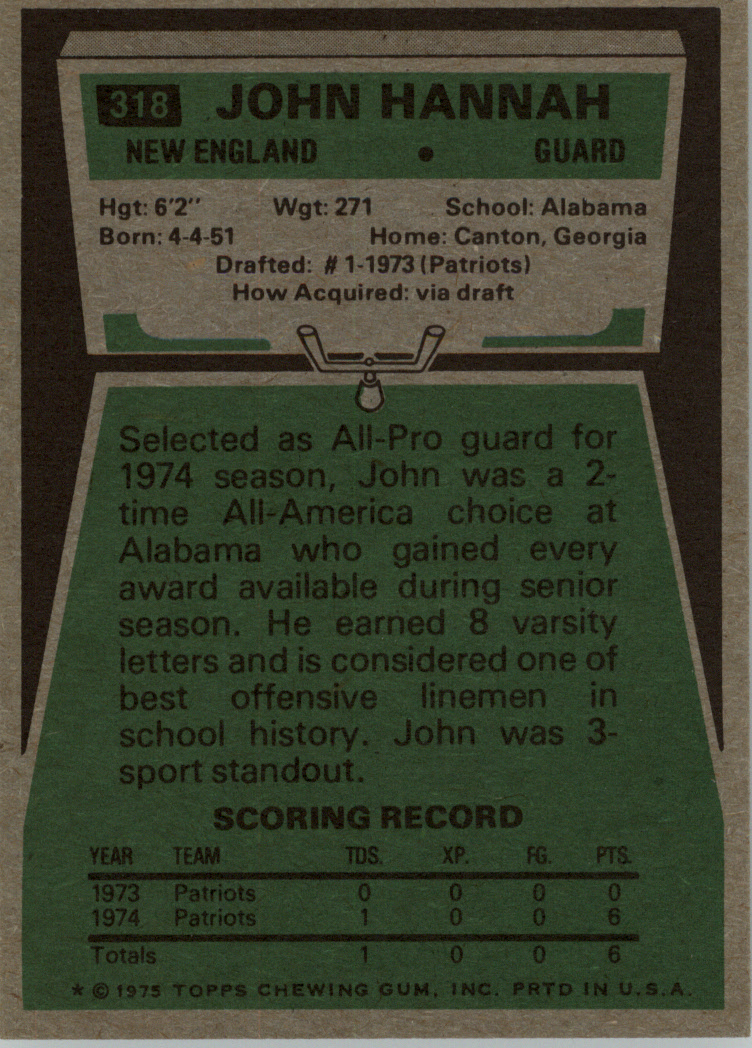 318 JOHN HANNAH
NEW ENGLAND • GUARD
Hgt: 6'2" Wgt: 271 School: Alabama
Born: 4-4-51 Home: Canton, Georgia
Drafted: # 1-1973 (Patriots)
How Acquired: via draft
Selected as All-Pro guard for
1974 season, John was a 2-
time All-America choice at
Alabama who gained every
award available during senior
season. He earned 8 varsity
letters and is considered one of
best offensive linemen in
school history. John was 3-
sport standout.
SCORING RECORD
YEAR TEAM TDS. XP. FG. PTS.
1973 Patriots 0 0 0 0
1974 Patriots 1 0 0 6
Totals 1 0 0 6
* © 1975 TOPPS CHEWING GUM, INC. PRTD IN U.S.A.